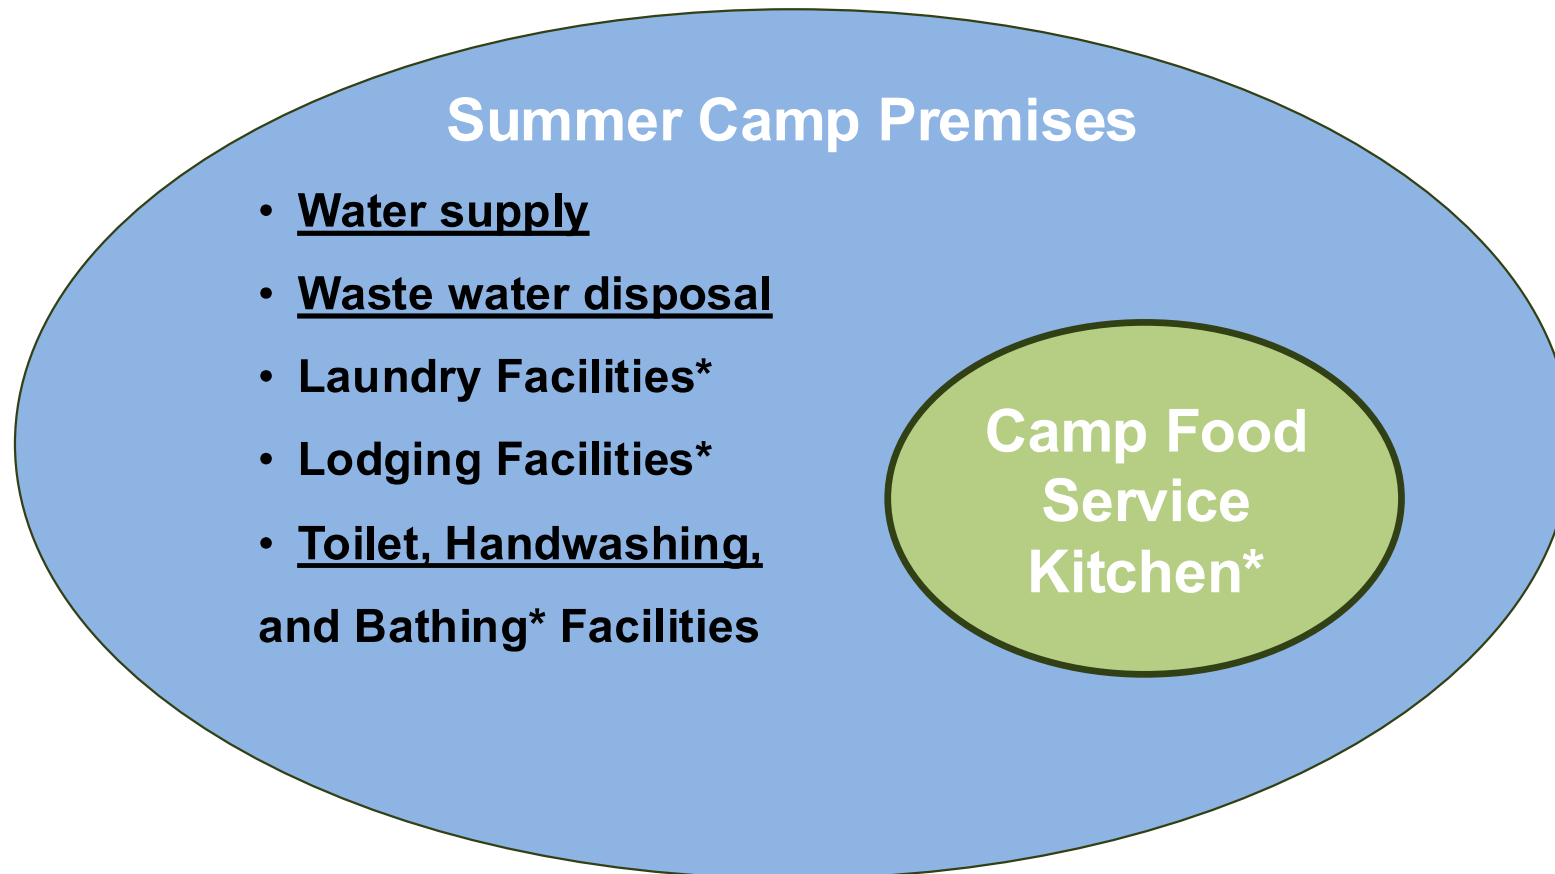 Summer Camp Premises
• Water supply
• Waste water disposal
• Laundry Facilities*
• Lodging Facilities*
• Toilet, Handwashing,
and Bathing* Facilities
Camp Food
Service
Kitchen*